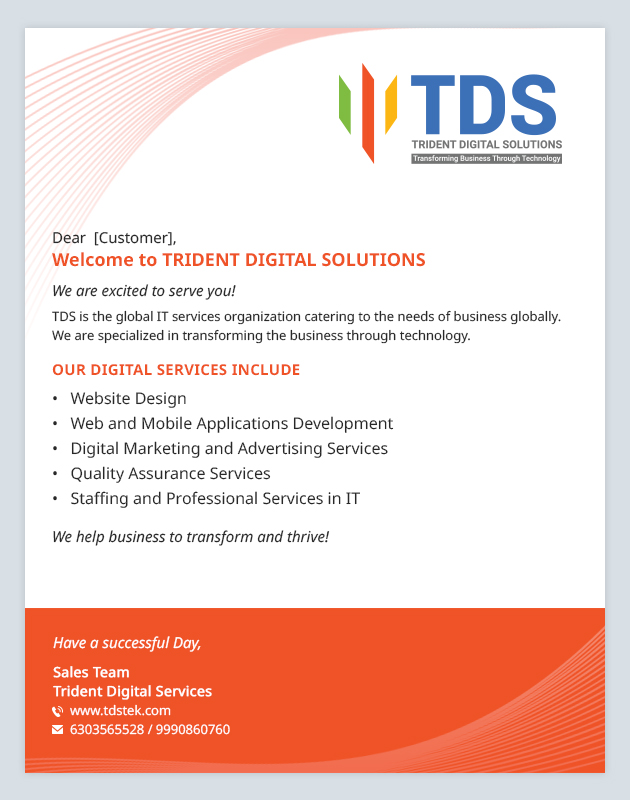 TDS
TRIDENT DIGITAL SOLUTIONS
Transforming Business Through Technology
Dear [Customer],
Welcome to TRIDENT DIGITAL SOLUTIONS
We are excited to serve you!
TDS is the global IT services organization catering to the needs of business globally.
We are specialized in transforming the business through technology.
OUR DIGITAL SERVICES INCLUDE
• Website Design
• Web and Mobile Applications Development
• Digital Marketing and Advertising Services
• Quality Assurance Services
• Staffing and Professional Services in IT
We help business to transform and thrive!
Have a successful Day,
Sales Team
Trident Digital Services
www.tdstek.com
6303565528 / 9990860760